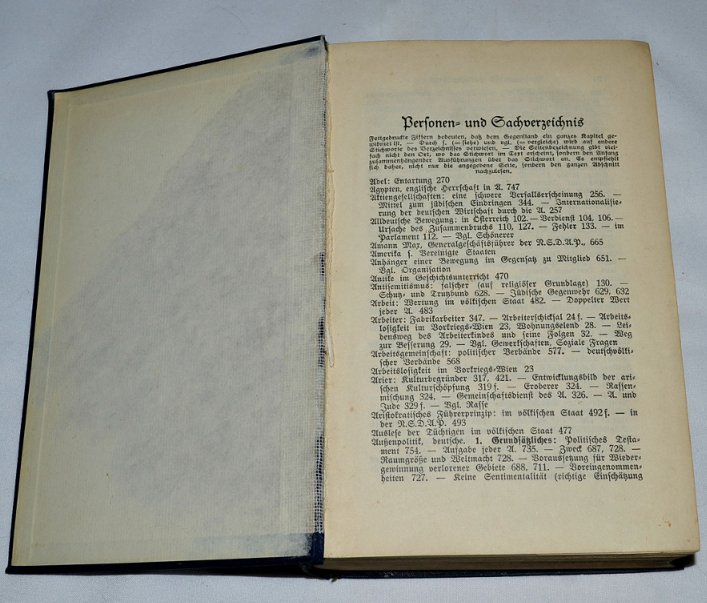 Personen- und Sachverzeichnis
Fettgedruckte Ziffern bedeuten, daß dem Gegenstand ein ganzes Kapitel ge-
widmet ist. — Durch s. (= siehe) und vgl. (= vergleiche) wird auf andere
Stichworte des Verzeichnisses verwiesen. — Die Seitenbezeichnung gibt viel-
fach nicht den Ort, wo das Stichwort im Text erscheint, sondern den Anfang
zusammenhängender Ausführungen über das Stichwort an. Es empfiehlt
sich daher, nicht nur die angegebene Seite, sondern den ganzen Abschnitt
nachzulesen.
Adel: Entartung 270
Ägypten, englische Herrschaft in A. 747
Aktiengesellschaften: eine schwere Verfallserscheinung 256. —
Mittel zum jüdischen Eindringen 344. — Internationalisie-
rung der deutschen Wirtschaft durch die A. 257
Alldeutsche Bewegung: in Österreich 102. — Verdienst 104, 106. —
Ursache des Zusammenbruchs 110, 127. — Fehler 133. — im
Parlament 112. — Vgl. Schönerer
Amann Max, Generalgeschäftsführer der N.S.D.A.P., 665
Amerika s. Vereinigte Staaten
Anhänger einer Bewegung im Gegensatz zu Mitglied 651. —
Vgl. Organisation
Antike im Geschichtsunterricht 470
Antisemitismus: falscher (auf religiöser Grundlage) 130. —
Schutz- und Trutzbund 628. — Jüdische Gegenwehr 629, 632
Arbeit: Wertung im völkischen Staat 482. — Doppelter Wert
jeder A. 483
Arbeiter: Fabrikarbeiter 347. — Arbeiterschicksal 24 f. — Arbeits-
losigkeit im Vorkriegs-Wien 23, Wohnungselend 28. — Lei-
densweg des Arbeiterkindes und seine Folgen 32. — Weg
zur Besserung 29. — Vgl. Gewerkschaften, Soziale Fragen
Arbeitsgemeinschaft: politischer Verbände 577. — deutschvölki-
scher 568
Arbeitslosigkeit im Vorkriegs-Wien 23
Arier: Kulturbegründer 317, 421. — Entwicklungsbild der ari-
schen Kulturschöpfung 319 f. — Eroberer 324. — Rassen-
mischung 324. — Gemeinschaftsdienst des A. 326. — A. und
Jude 329 f. — Vgl. Rasse
Aristokratisches Führerprinzip: im völkischen Staat 492 f. — in
der N.S.D.A.P. 493
Auslese der Tüchtigen im völkischen Staat 477
Außenpolitik, deutsche. 1. Grundsätzliches: Politisches Testa-
ment 754. — Aufgabe jeder A. 735. — Zweck 687, 728. —
Raumgröße und Weltmacht 728. — Voraussetzung für Wieder-
gewinnung verlorener Gebiete 688, 711. — Voreingenommen-
heiten 727. — Keine Sentimentalität (richtige Einschätzung